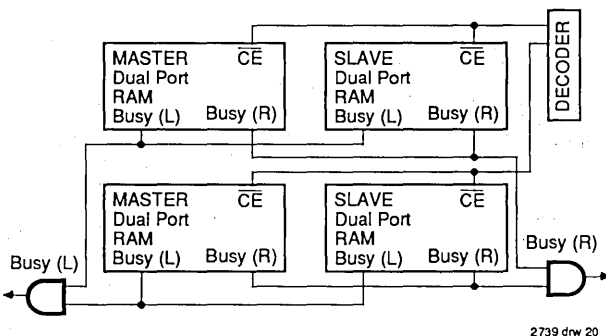 MASTER CE
Dual Port
RAM
Busy (L) Busy (R)
SLAVE CE
Dual Port
RAM
Busy (L) Busy (R)
DECODER
MASTER CE
Dual Port
RAM
Busy (L) Busy (R)
SLAVE CE
Dual Port
RAM
Busy (L) Busy (R)
Busy (L)
Busy (R)
2739 drw 20